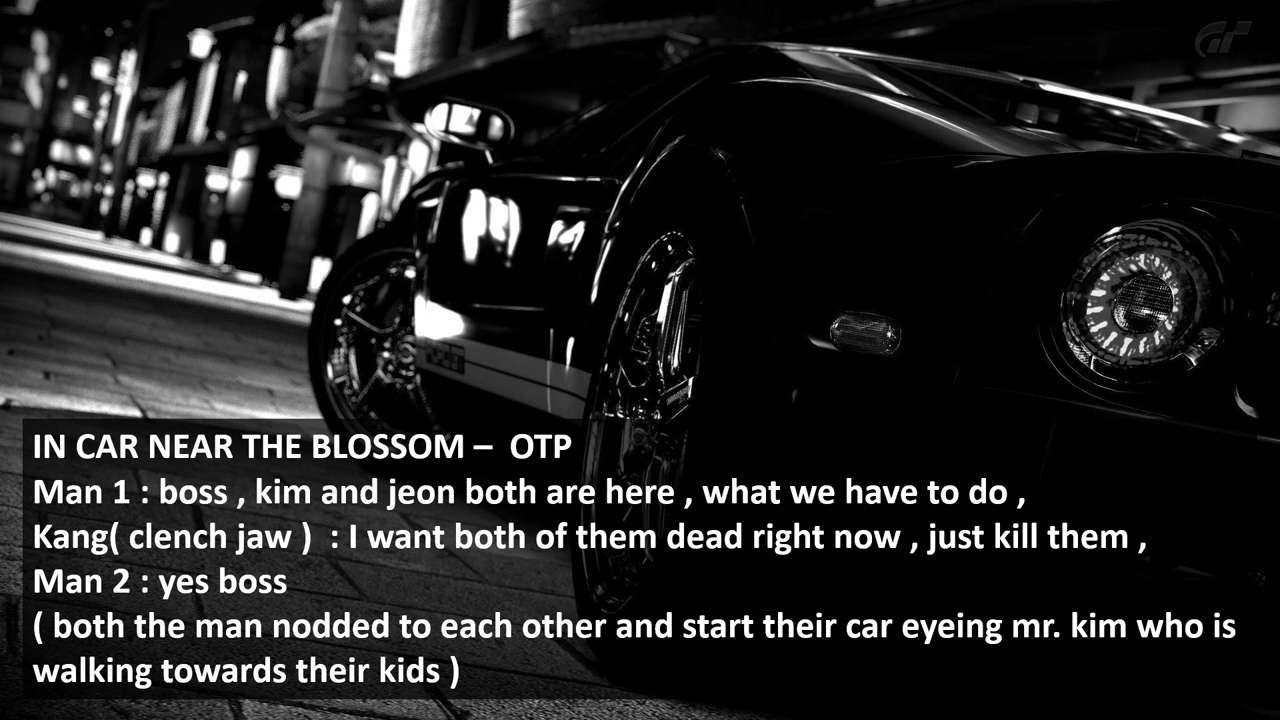 IN CAR NEAR THE BLOSSOM – OTP
Man 1 : boss , kim and jeon both are here , what we have to do ,
Kang( clench jaw ) : I want both of them dead right now , just kill them ,
Man 2 : yes boss
( both the man nodded to each other and start their car eyeing mr. kim who is
walking towards their kids )